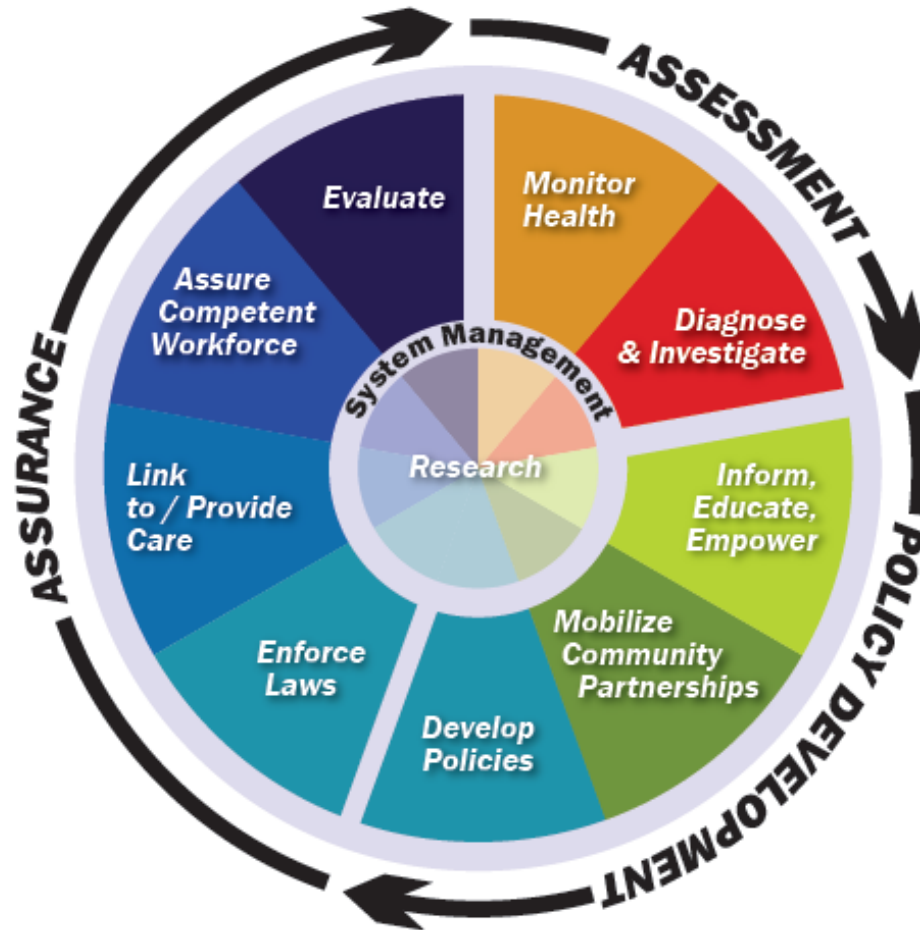 ASSESSMENT
Monitor
Health
Diagnose
& Investigate
POLICY DEVELOPMENT
Inform,
Educate,
Empower
Mobilize
Community
Partnerships
Develop
Policies
ASSURANCE
Enforce
Laws
Link
to / Provide
Care
Assure
Competent
Workforce
Evaluate
System Management
Research